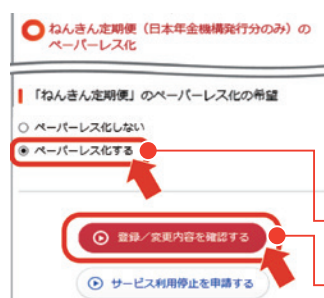 ねんきん定期便（日本年金機構発行分のみ）の
ペーパーレス化
「ねんきん定期便」のペーパーレス化の希望
ペーパーレス化しない
ペーパーレス化する
登録／変更内容を確認する
サービス利用停止を申請する